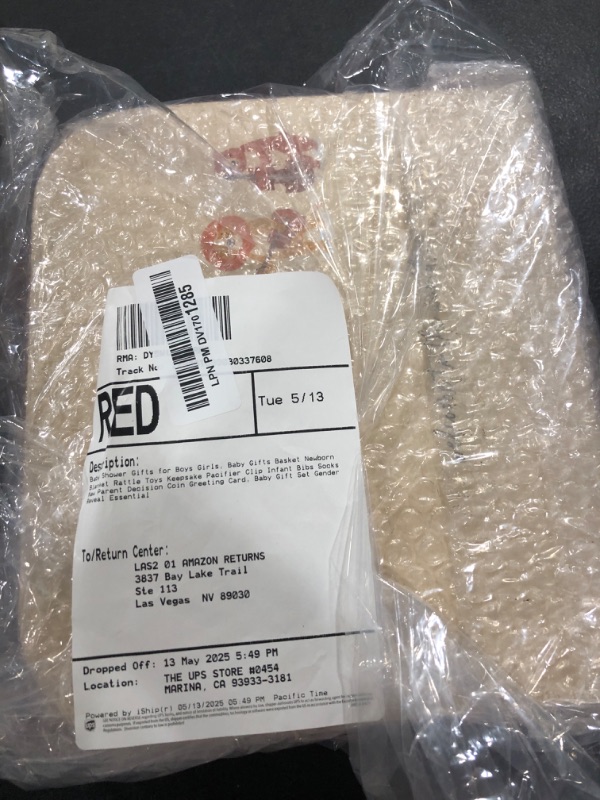 LPN PM DV1701285
RMA: DY
80337608
Track No
RED
Tue 5/13
Description:
Baby Shower Gifts for Boys Girls, Baby Gifts Basket Newborn
Blanket Rattle Toys Keepsake Pacifier Clip Infant Bibs Socks
New Parent Decision Coin Greeting Card, Baby Gift Set Gender
Reveal Essential
To/Return Center:
LAS2 01 AMAZON RETURNS
3837 Bay Lake Trail
Ste 113
Las Vegas NV 89030
Dropped Off: 13 May 2025 5:49 PM
Location: THE UPS STORE #0454
MARINA, CA 93933-3181
Powered by iShip(r) 05/13/2025 05:49 PM Pacific Time